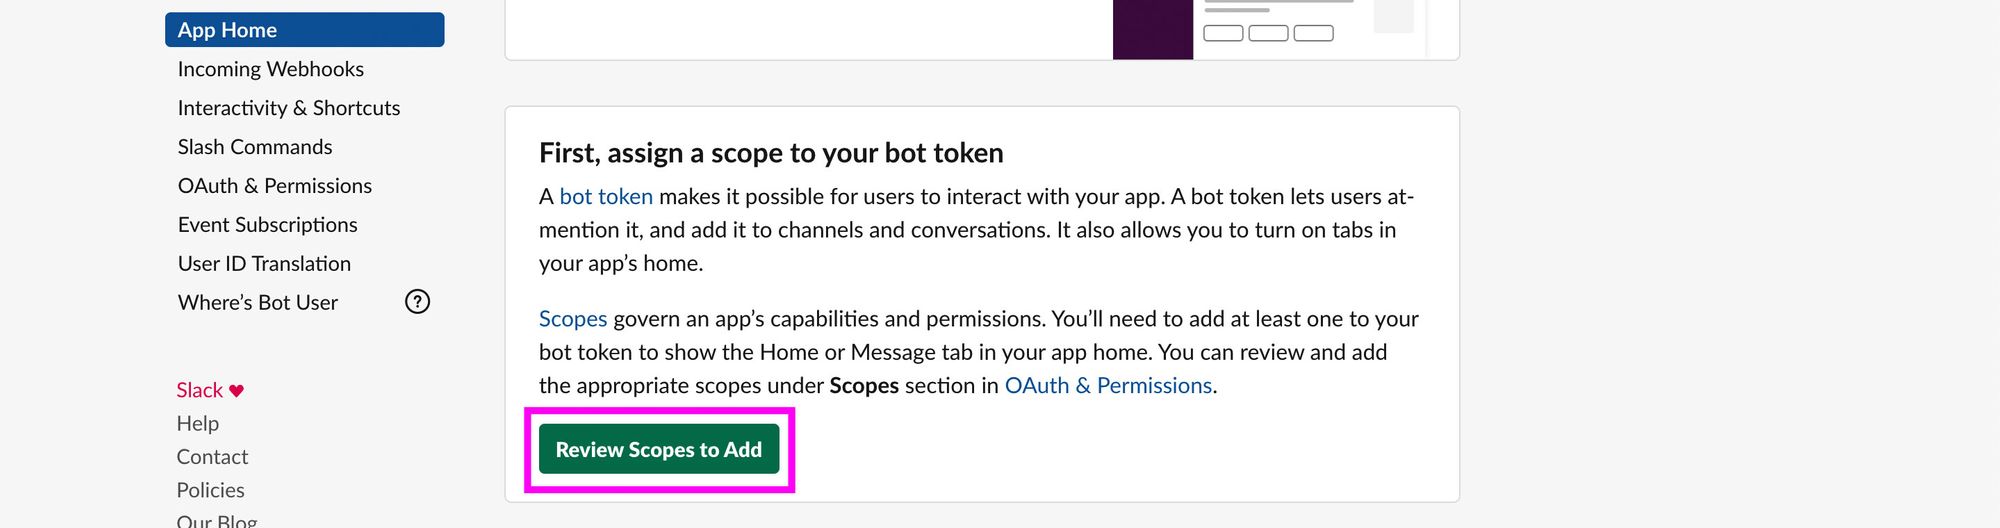 App Home
Incoming Webhooks
Interactivity & Shortcuts
Slash Commands
OAuth & Permissions
Event Subscriptions
User ID Translation
Where’s Bot User
?
Slack ♥
Help
Contact
Policies
Our Blog
First, assign a scope to your bot token
A bot token makes it possible for users to interact with your app. A bot token lets users at-
mention it, and add it to channels and conversations. It also allows you to turn on tabs in
your app’s home.
Scopes govern an app’s capabilities and permissions. You’ll need to add at least one to your
bot token to show the Home or Message tab in your app home. You can review and add
the appropriate scopes under Scopes section in OAuth & Permissions.
Review Scopes to Add